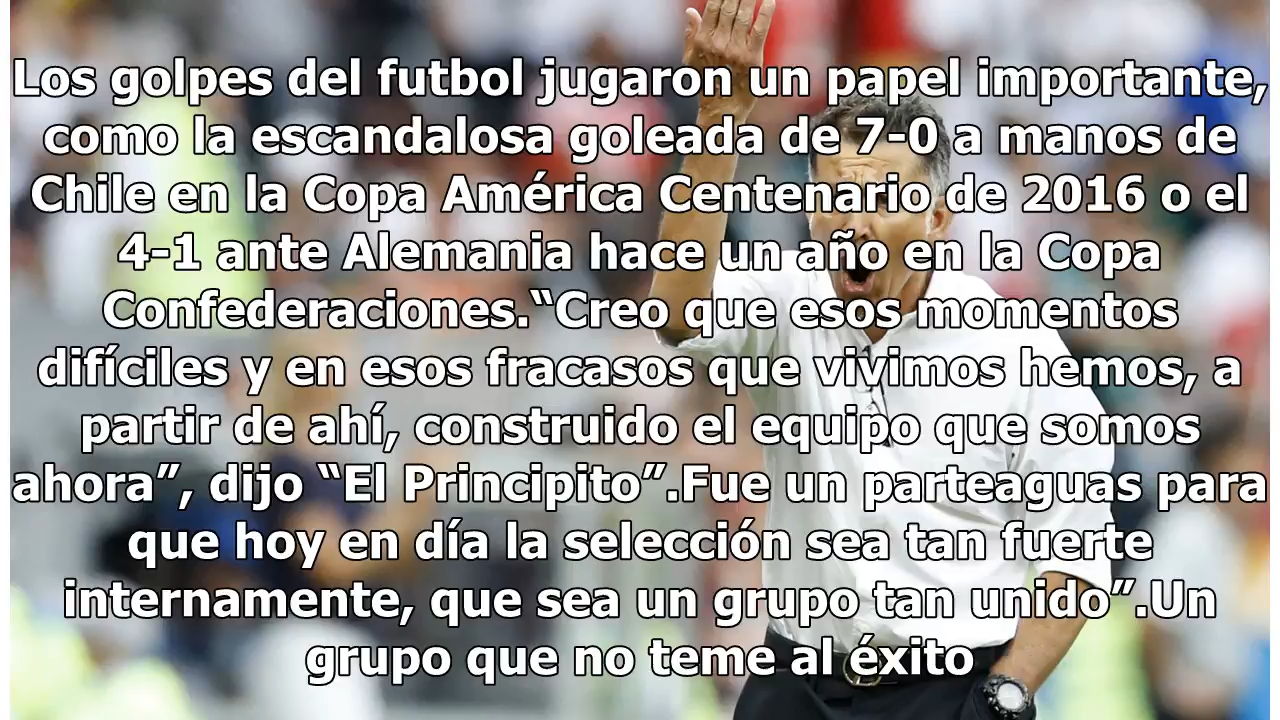 Los golpes del futbol jugaron un papel importante,
como la escandalosa goleada de 7-0 a manos de
Chile en la Copa América Centenario de 2016 o el
4-1 ante Alemania hace un año en la Copa
Confederaciones.“Creo que esos momentos
difíciles y en esos fracasos que vivimos hemos, a
partir de ahí, construido el equipo que somos
ahora”, dijo “El Principito”.Fue un parteaguas para
que hoy en día la selección sea tan fuerte
internamente, que sea un grupo tan unido”.Un
grupo que no teme al éxito